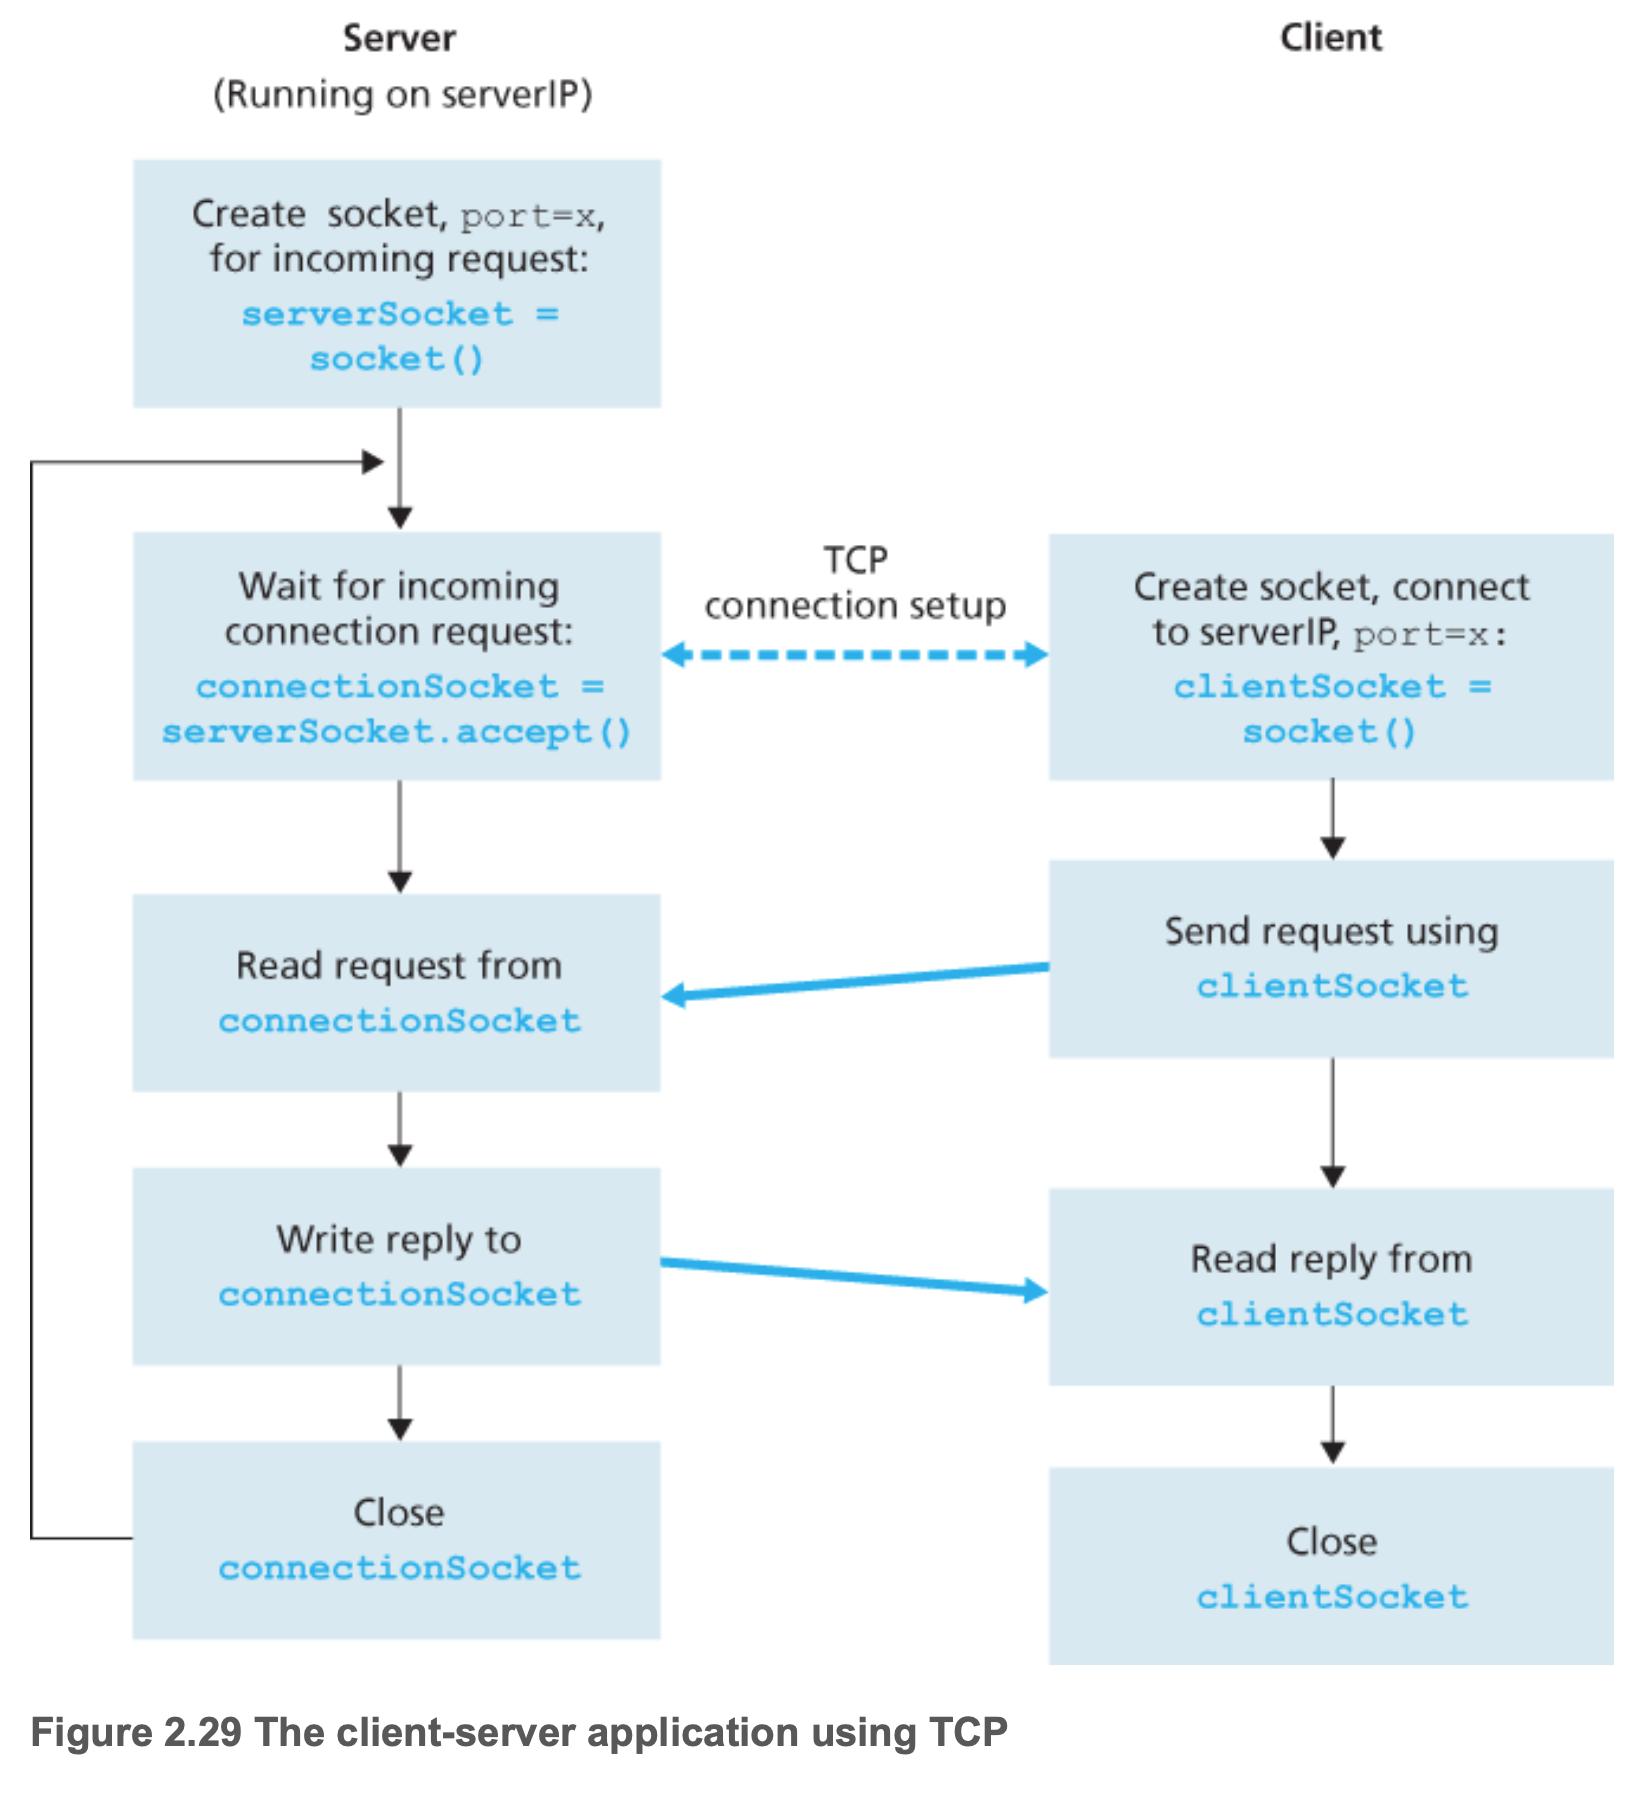 Server
(Running on serverIP)
Create socket, port=x,
for incoming request:
serverSocket =
socket()
Wait for incoming
connection request:
connectionSocket =
serverSocket.accept()
Read request from
connectionSocket
Write reply to
connectionSocket
Close
connectionSocket
TCP
connection setup
Client
Create socket, connect
to serverIP, port=x:
clientSocket =
socket()
Send request using
clientSocket
Read reply from
clientSocket
Close
clientSocket
Figure 2.29 The client-server application using TCP